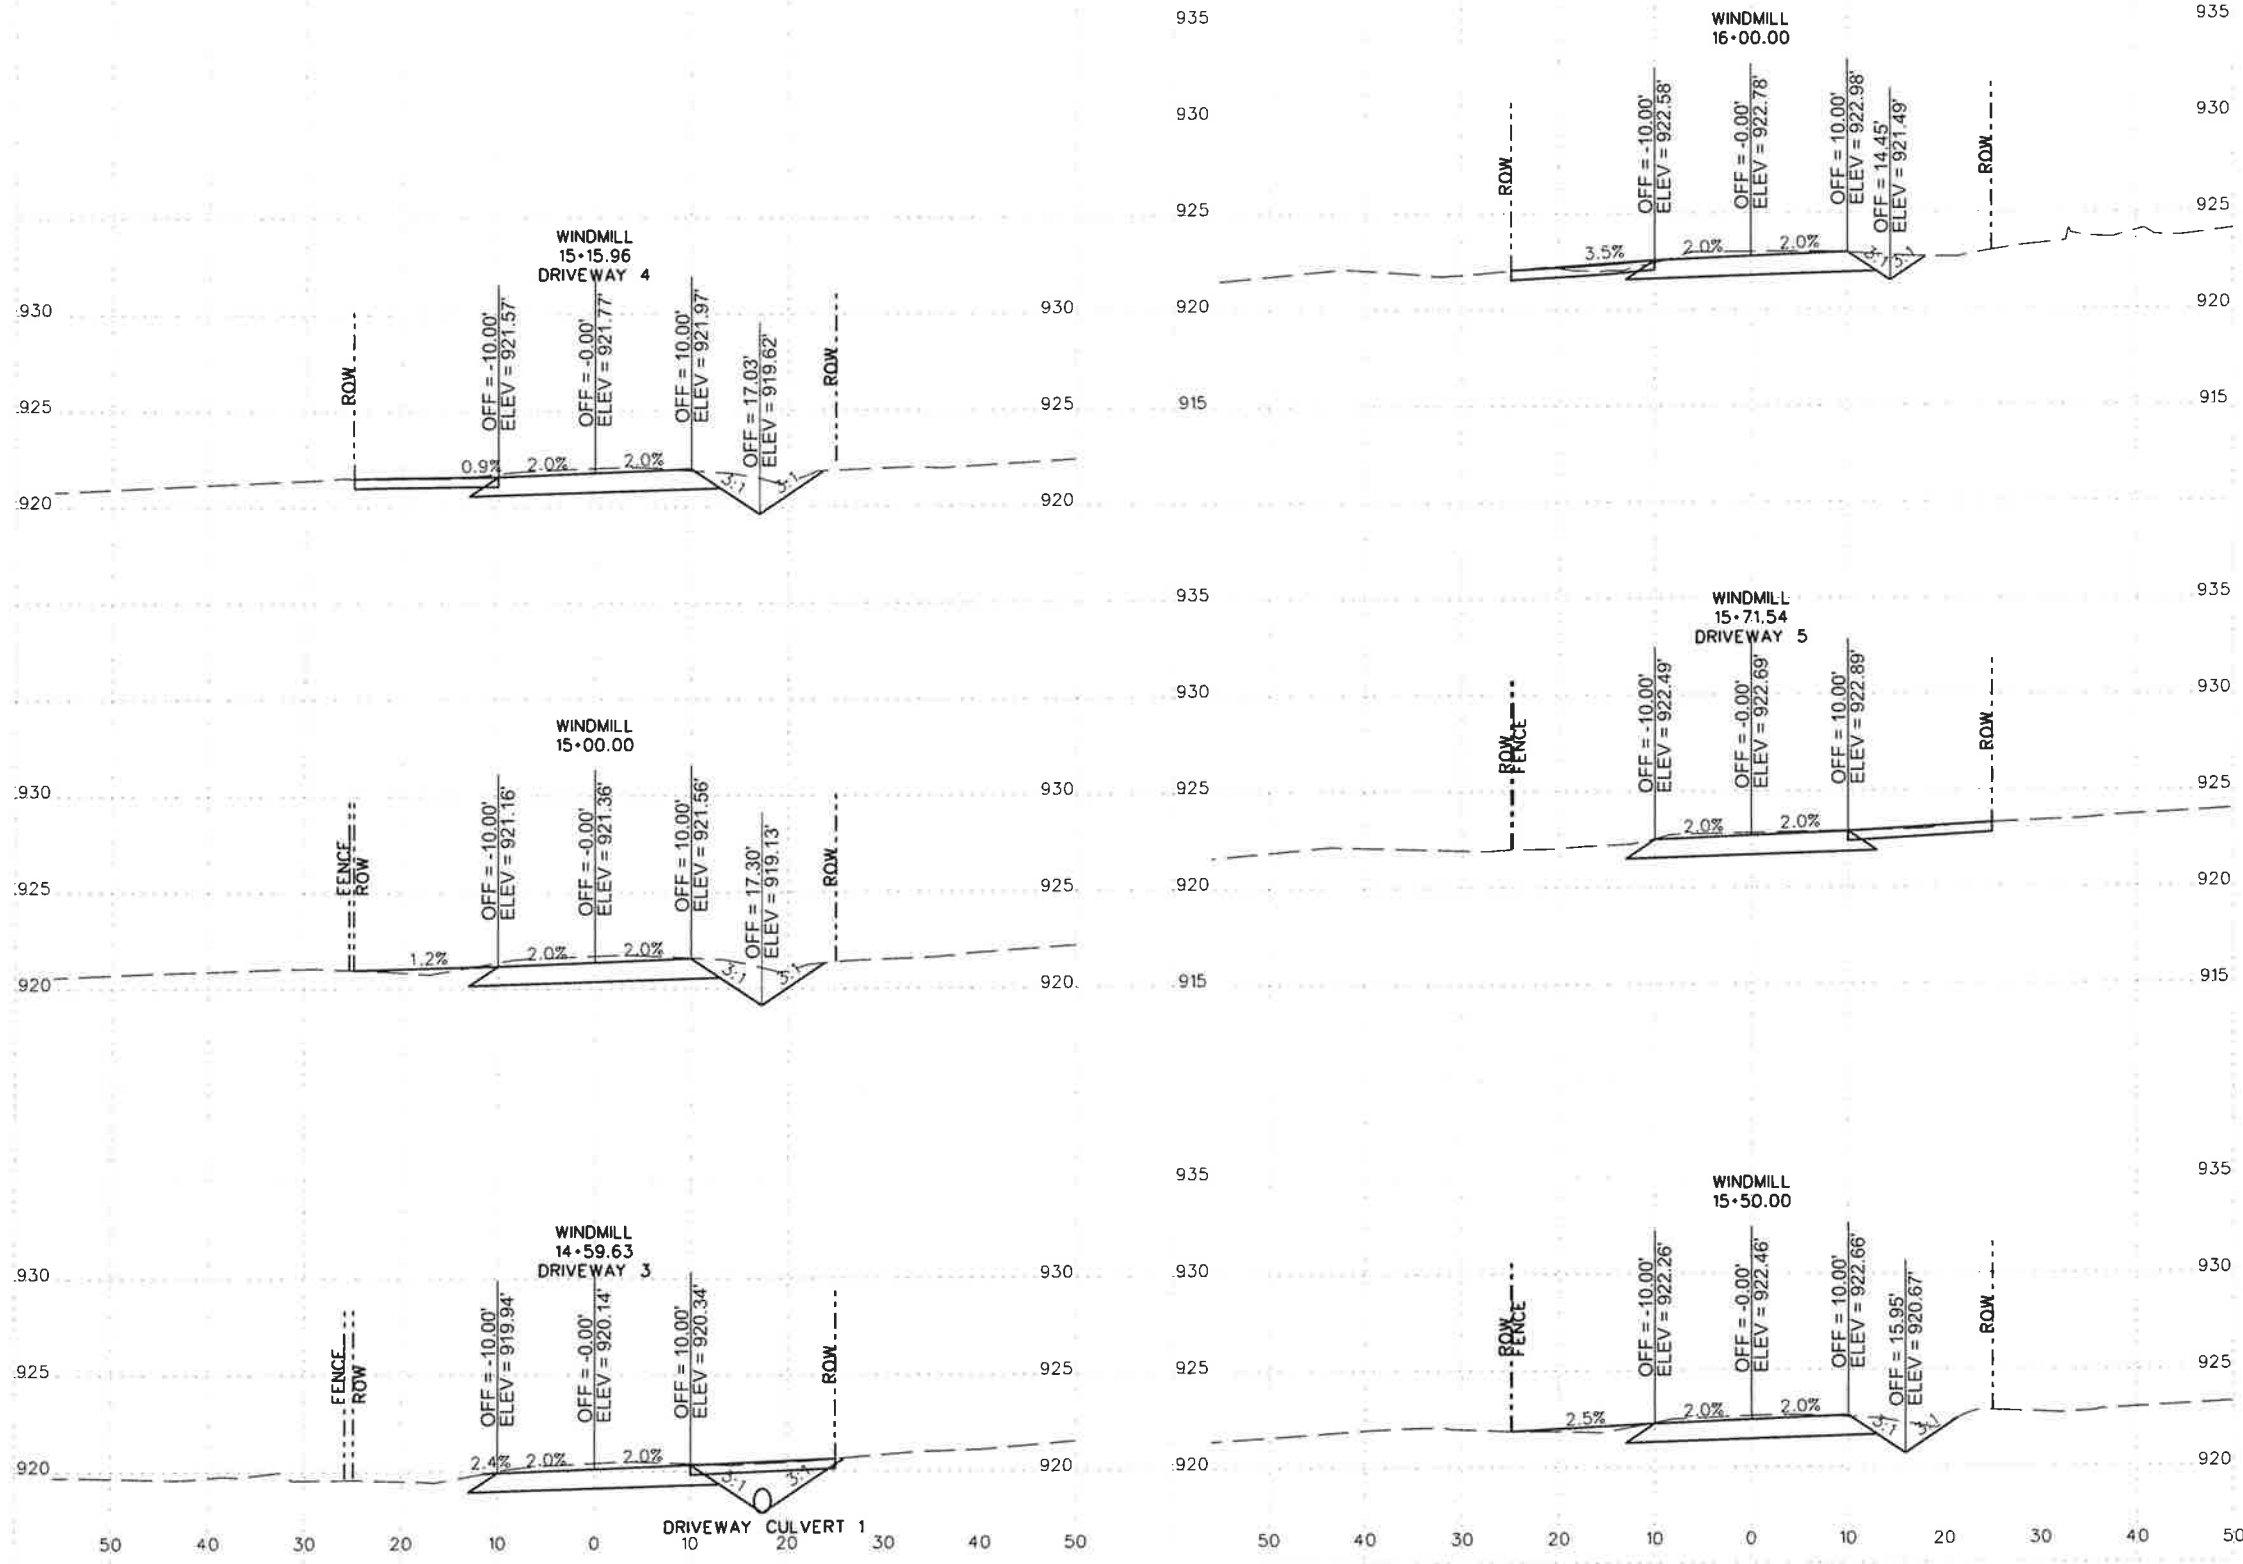 WINDMILL
15+15.96
DRIVEWAY 4
930
930
925
925
920
920
ROW
OFF = -10.00'
ELEV = 921.57'
OFF = -0.00'
ELEV = 921.77'
OFF = 10.00'
ELEV = 921.97'
OFF = 17.03'
ELEV = 919.62'
ROW
0.9%
2.0%
2.0%
3:1
3:1
WINDMILL
15+00.00
930
930
925
925
920
920
FENCE
ROW
OFF = -10.00'
ELEV = 921.16'
OFF = -0.00'
ELEV = 921.36'
OFF = 10.00'
ELEV = 921.56'
OFF = 17.30'
ELEV = 919.13'
ROW
1.2%
2.0%
2.0%
3:1
3:1
WINDMILL
14+59.63
DRIVEWAY 3
930
930
925
925
920
920
FENCE
ROW
OFF = -10.00'
ELEV = 919.94'
OFF = -0.00'
ELEV = 920.14'
OFF = 10.00'
ELEV = 920.34'
ROW
2.4%
2.0%
2.0%
3:1
3:1
DRIVEWAY CULVERT 1
50 40 30 20 10 0 10 20 30 40 50
WINDMILL
16+00.00
935
935
930
930
925
925
920
920
915
915
ROW
OFF = -10.00'
ELEV = 922.58'
OFF = -0.00'
ELEV = 922.78'
OFF = 10.00'
ELEV = 922.98'
OFF = 14.45'
ELEV = 921.49'
ROW
3.5%
2.0%
2.0%
3:1
3:1
WINDMILL
15+71.54
DRIVEWAY 5
935
935
930
930
925
925
920
920
915
915
ROW
FENCE
OFF = -10.00'
ELEV = 922.49'
OFF = -0.00'
ELEV = 922.69'
OFF = 10.00'
ELEV = 922.89'
ROW
2.0%
2.0%
WINDMILL
15+50.00
935
935
930
930
925
925
920
920
ROW
FENCE
OFF = -10.00'
ELEV = 922.26'
OFF = -0.00'
ELEV = 922.46'
OFF = 10.00'
ELEV = 922.66'
OFF = 15.95'
ELEV = 920.67'
ROW
2.5%
2.0%
2.0%
3:1
3:1
50 40 30 20 10 0 10 20 30 40 50